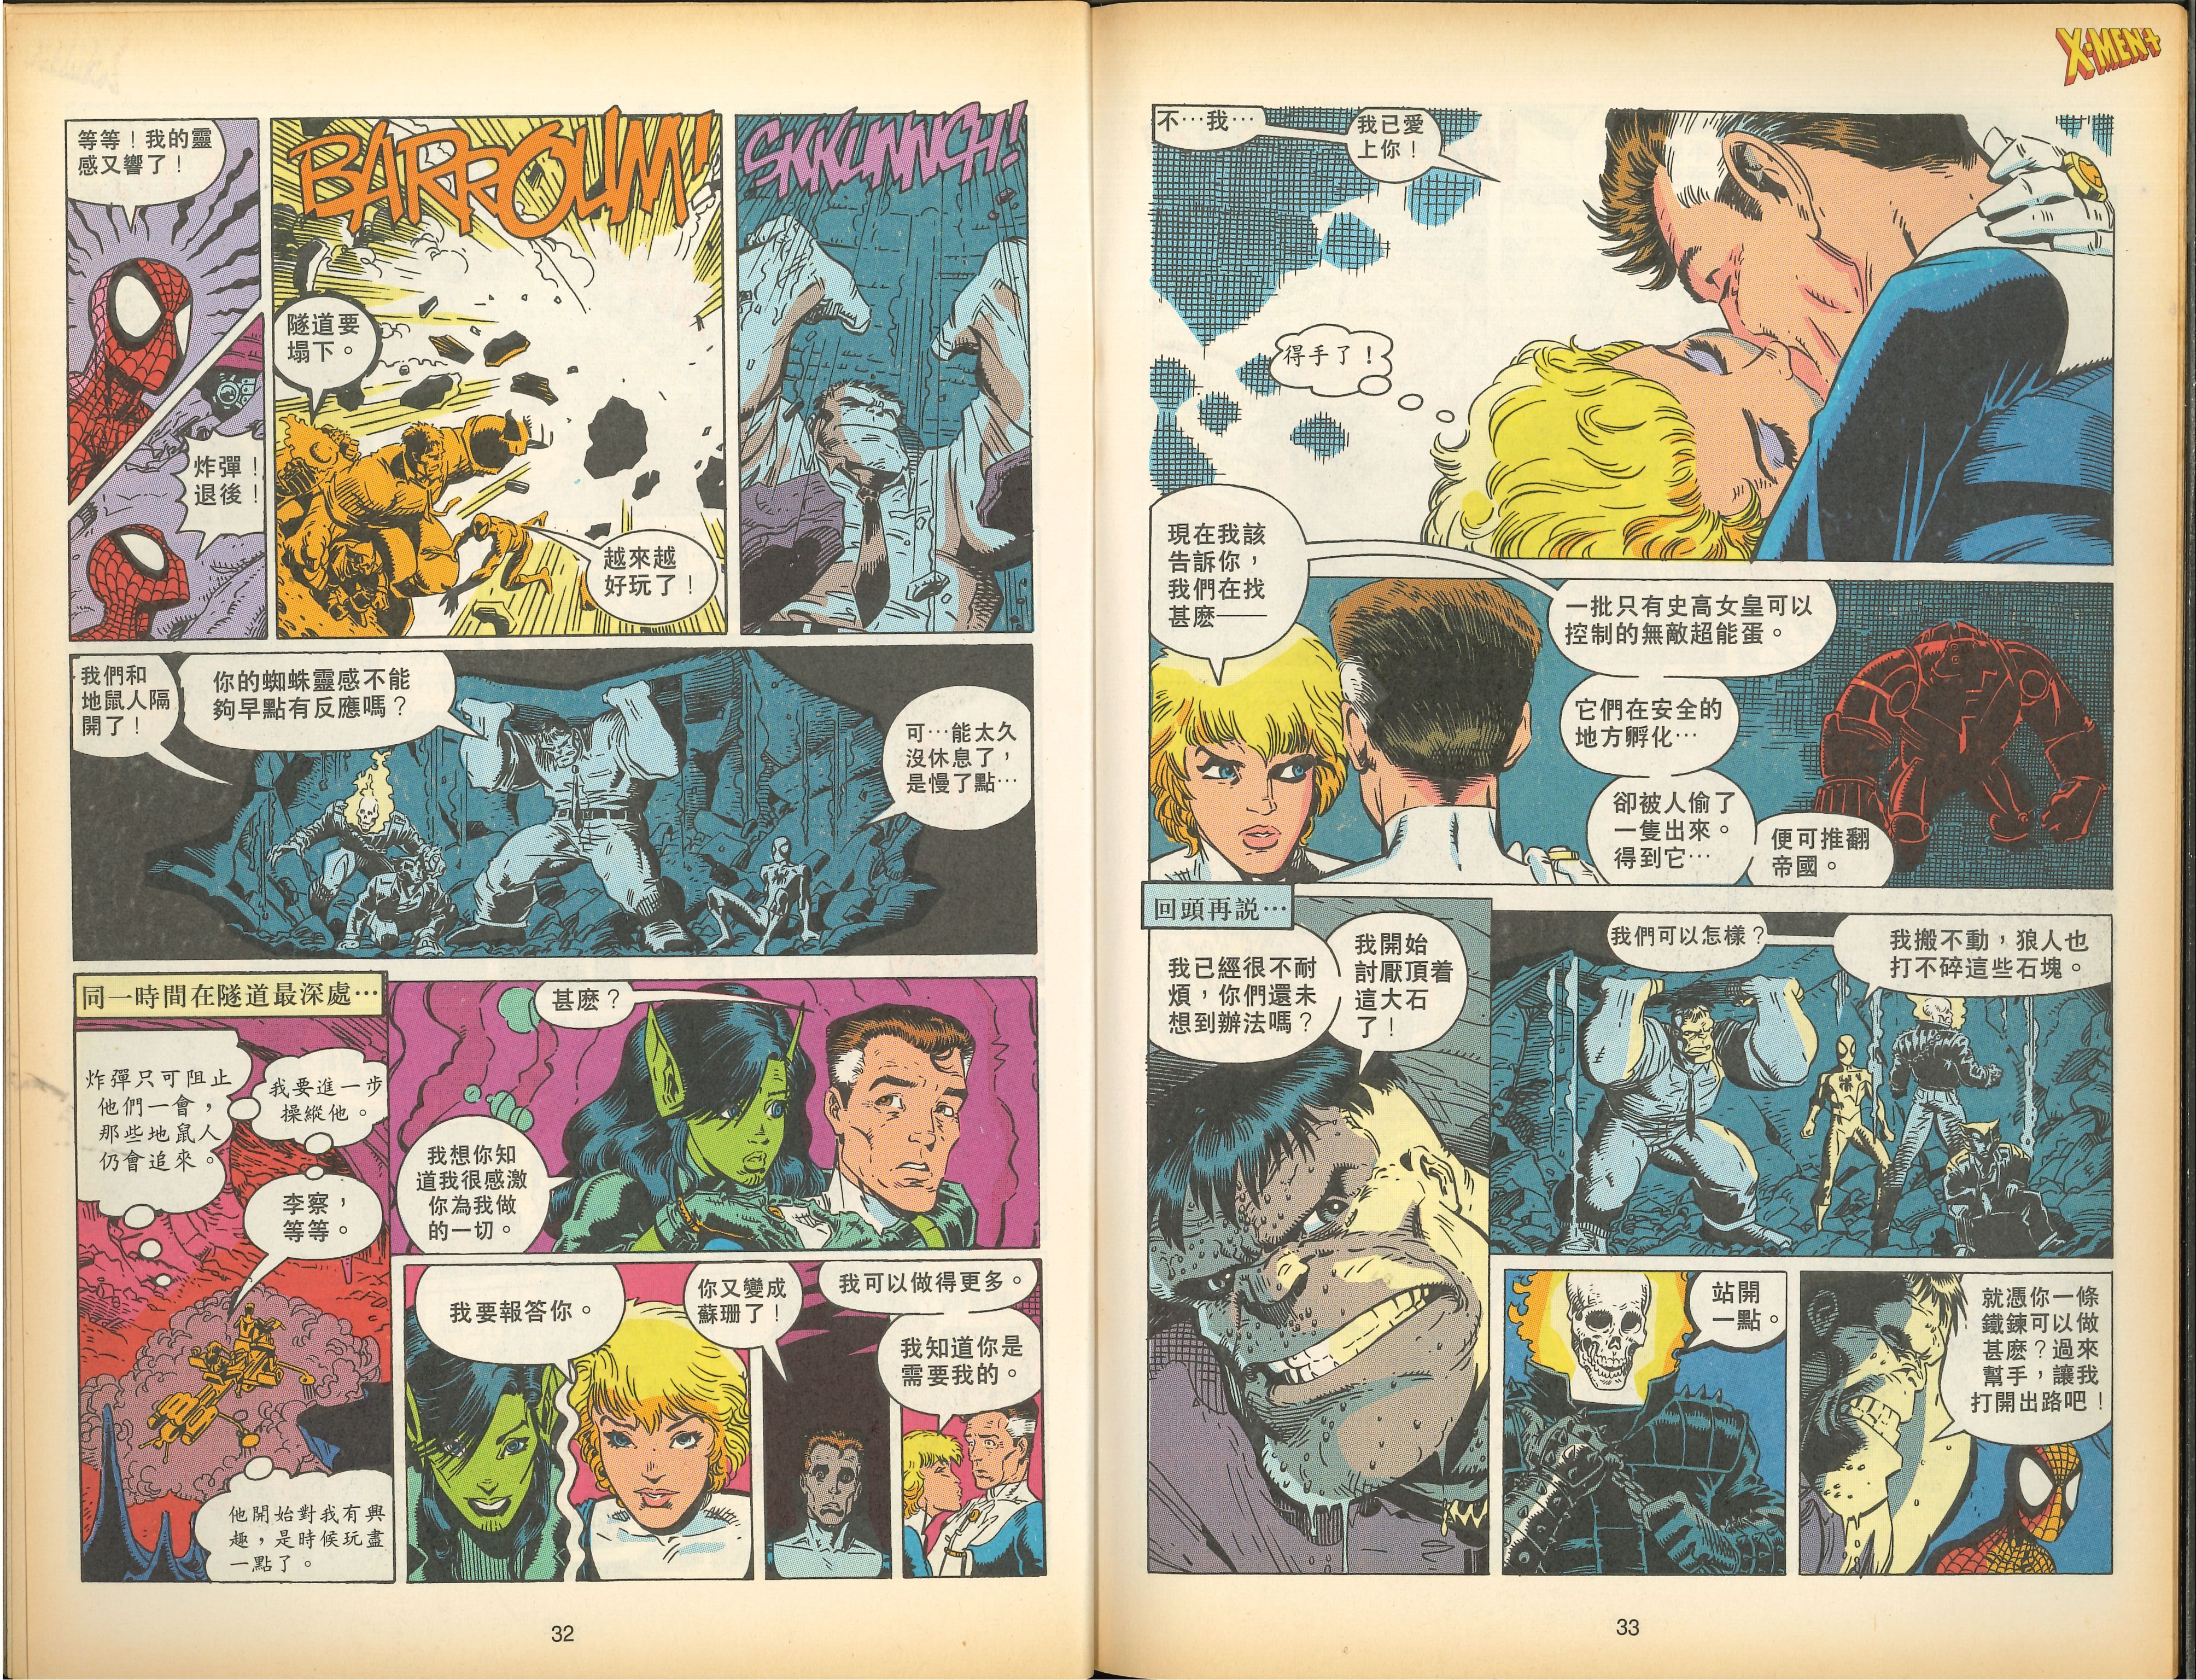 等等！我的靈
感又響了！
炸彈！
退後！
BARROUM!
隧道要
塌下。
越來越
好玩了！
SKKLNNCH!
我們和
地鼠人隔
開了！
你的蜘蛛靈感不能
夠早點有反應嗎？
可⋯能太久
沒休息了，
是慢了點⋯
同一時間在隧道最深處⋯
炸彈只可阻止
他們一會，
那些地鼠人
仍會追來。
我要進一步
操縱他。
李察，
等等。
他開始對我有興
趣，是時候玩盡
一點了。
甚麽？
我想你知
道我很感激
你為我做
的一切。
我要報答你。
你又變成
蘇珊了！
我可以做得更多。
我知道你是
需要我的。
32
X-MEN+
不⋯我⋯
我已愛
上你！
得手了！
現在我該
告訴你，
我們在找
甚麽——
一批只有史高女皇可以
控制的無敵超能蛋。
它們在安全的
地方孵化⋯
卻被人偷了
一隻出來。
得到它⋯
便可推翻
帝國。
回頭再説⋯
我已經很不耐
煩，你們還未
想到辦法嗎？
我開始
討厭頂着
這大石
了！
我們可以怎樣？
我搬不動，狼人也
打不碎這些石塊。
站開
一點。
就憑你一條
鐵鍊可以做
甚麽？過來
幫手，讓我
打開出路吧！
33